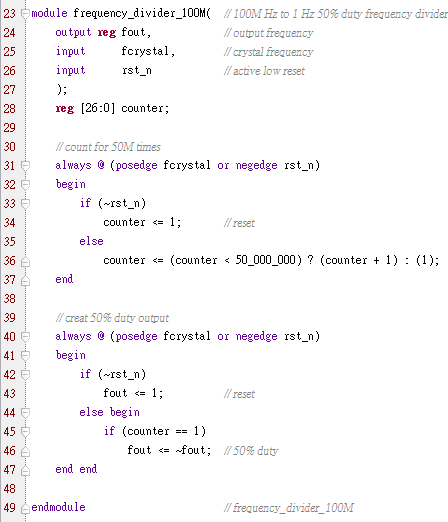 23 module frequency_divider_100M( // 100M Hz to 1 Hz 50% duty frequency divider
24 output reg fout, // output frequency
25 input fcrystal, // crystal frequency
26 input rst_n // active low reset
27 );
28 reg [26:0] counter;
29
30 // count for 50M times
31 always @ (posedge fcrystal or negedge rst_n)
32 begin
33 if (~rst_n)
34 counter <= 1; // reset
35 else
36 counter <= (counter < 50_000_000) ? (counter + 1) : (1);
37 end
38
39 // creat 50% duty output
40 always @ (posedge fcrystal or negedge rst_n)
41 begin
42 if (~rst_n)
43 fout <= 1; // reset
44 else begin
45 if (counter == 1)
46 fout <= ~fout; // 50% duty
47 end end
48
49 endmodule // frequency_divider_100M